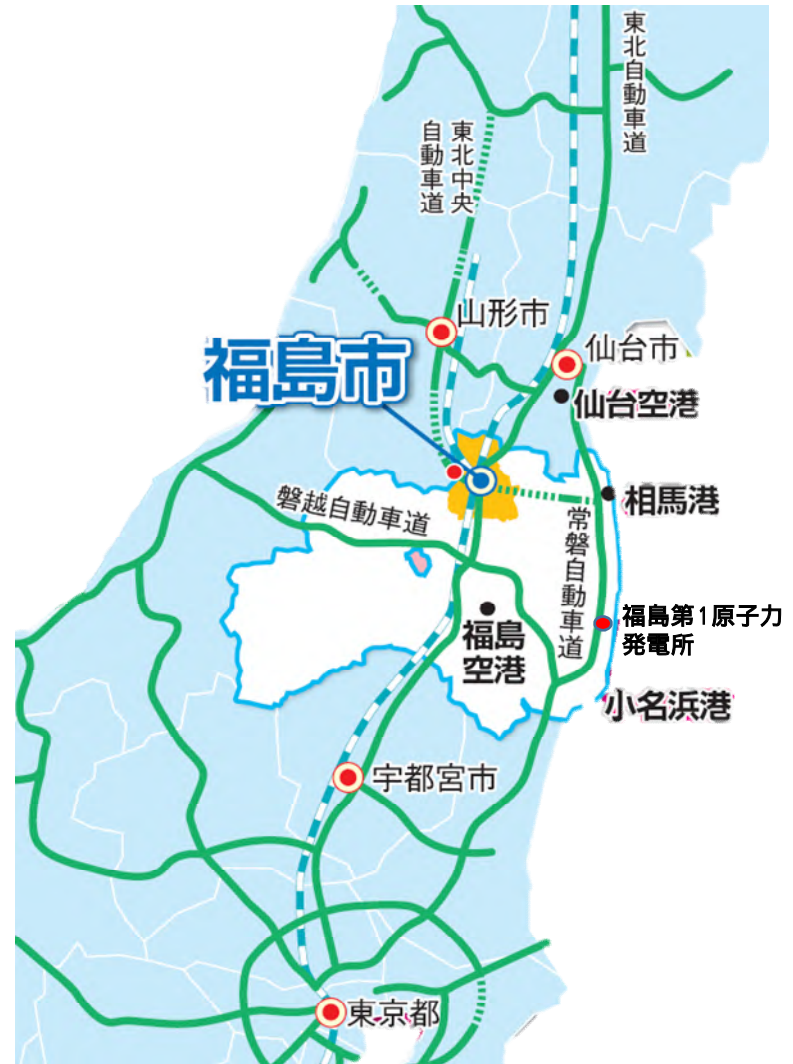 東北自動車道
東北中央
自動車道
山形市
仙台市
福島市
仙台空港
相馬港
磐越自動車道
常磐自動車道
福島第1原子力
発電所
福島
空港
小名浜港
宇都宮市
東京都